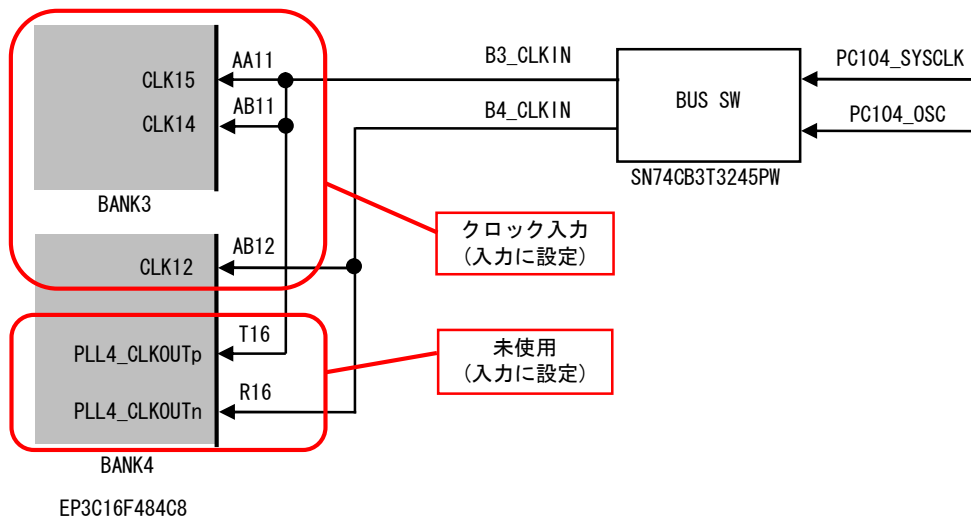 AA11
B3_CLKIN
PC104_SYSCLK
CLK15
AB11
BUS SW
B4_CLKIN
PC104_OSC
CLK14
SN74CB3T3245PW
BANK3
クロック入力
(入力に設定)
AB12
CLK12
T16
未使用
(入力に設定)
PLL4_CLKOUTp
R16
PLL4_CLKOUTn
BANK4
EP3C16F484C8